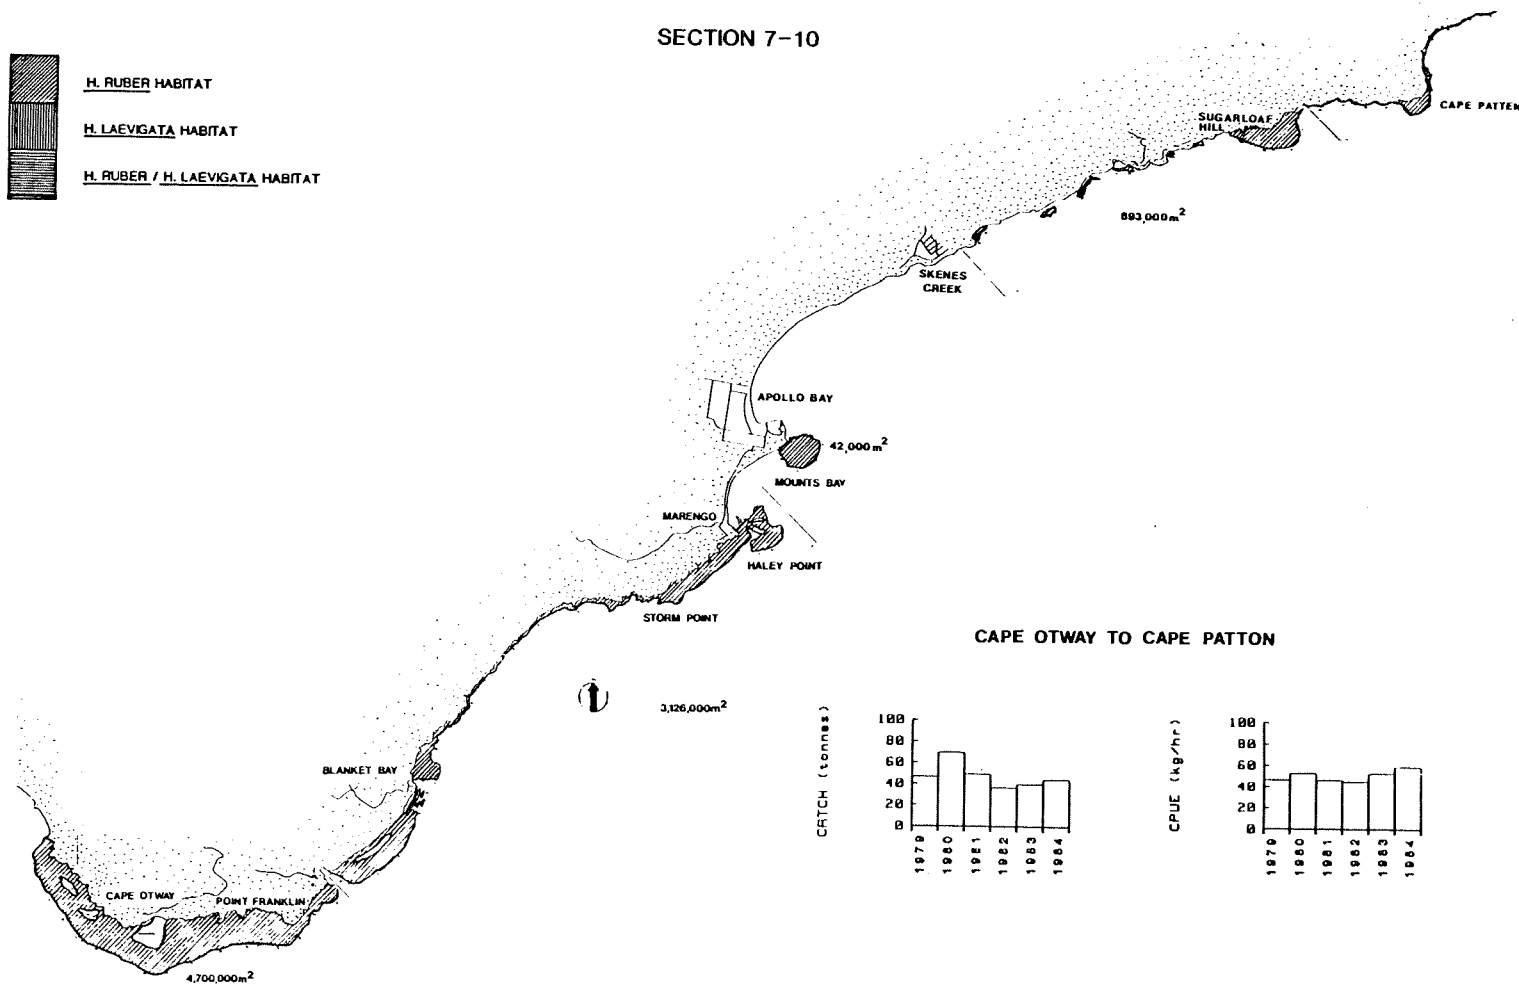 SECTION 7-10
H. RUBER HABITAT
H. LAEVIGATA HABITAT
H. RUBER / H. LAEVIGATA HABITAT
CAPE PATTEN
SUGARLOAF
HILL
693,000m2
SKENES
CREEK
APOLLO BAY
42,000m2
MOUNTS BAY
MARENGO
HALEY POINT
STORM POINT
3,126,000m2
BLANKET BAY
CAPE OTWAY
POINT FRANKLIN
4,700,000m2
CAPE OTWAY TO CAPE PATTON
CATCH (tonnes)
100
80
60
40
20
0
1979
1980
1981
1982
1983
1984
CPUE (kg/hr)
100
80
60
40
20
0
1979
1980
1981
1982
1983
1984